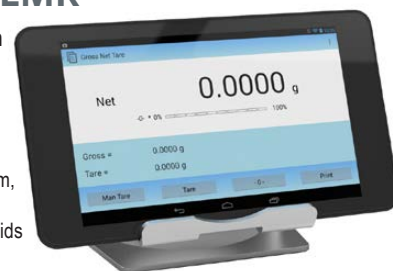 Gross Net Tare
Net
0.0000 g
-0-
0%
100%
Gross =
0.0000 g
Tare =
0.0000 g
m,
ids
Man Tare
Tare
-0-
Print